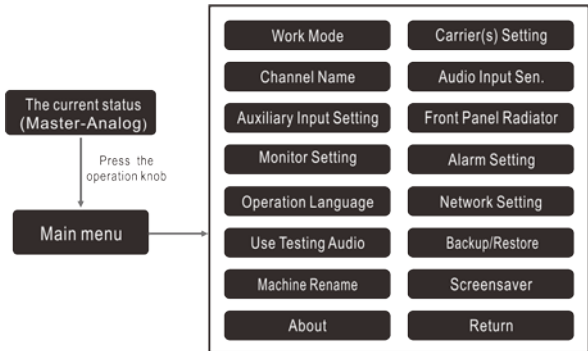 The current status
(Master-Analog)
Press the
operation knob
Main menu
Work Mode
Carrier(s) Setting
Channel Name
Audio Input Sen.
Auxiliary Input Setting
Front Panel Radiator
Monitor Setting
Alarm Setting
Operation Language
Network Setting
Use Testing Audio
Backup/Restore
Machine Rename
Screensaver
About
Return